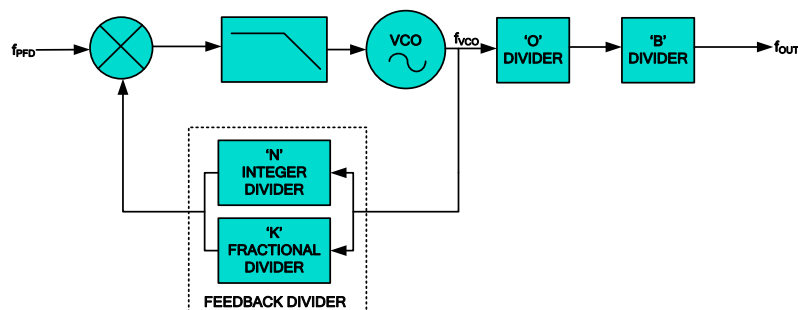 fPFD
VCO
fVCO
'O'
DIVIDER
'B'
DIVIDER
fOUT
'N'
INTEGER
DIVIDER
'K'
FRACTIONAL
DIVIDER
FEEDBACK DIVIDER